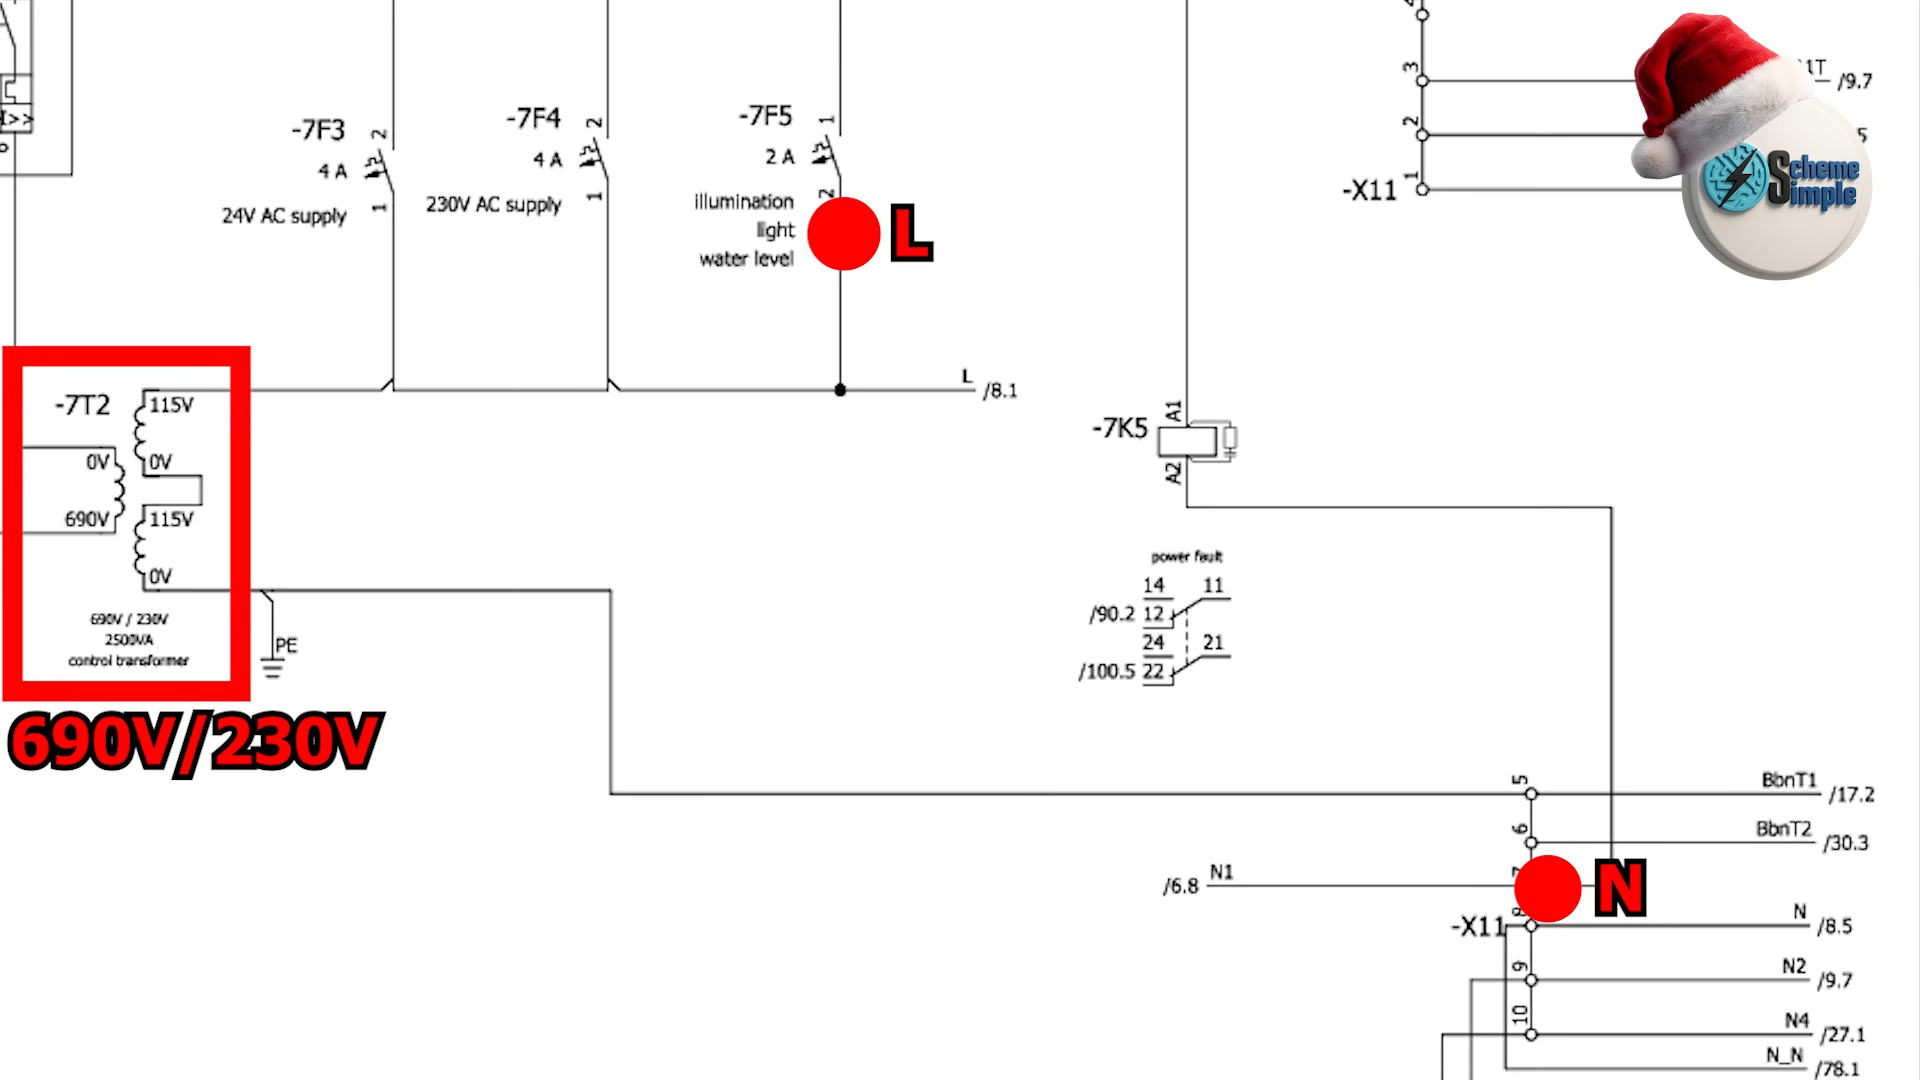 -7F3
2
4 A
24V AC supply
1
-7F4
2
4 A
230V AC supply
1
-7F5
1
2 A
2
illumination
light
water level
L
3
1T
/9.7
2
5
-X11
1
Scheme
Simple
L
/8.1
-7T2
115V
0V
0V
690V
115V
0V
690V / 230V
2500VA
control transformer
PE
690V/230V
-7K5
A1
A2
power fault
14
11
/90.2
12
24
21
/100.5
22
5
BbnT1
/17.2
6
BbnT2
/30.3
/6.8
N1
7
N
8
-X11
N
/8.5
9
N2
/9.7
10
N4
/27.1
N_N
/78.1